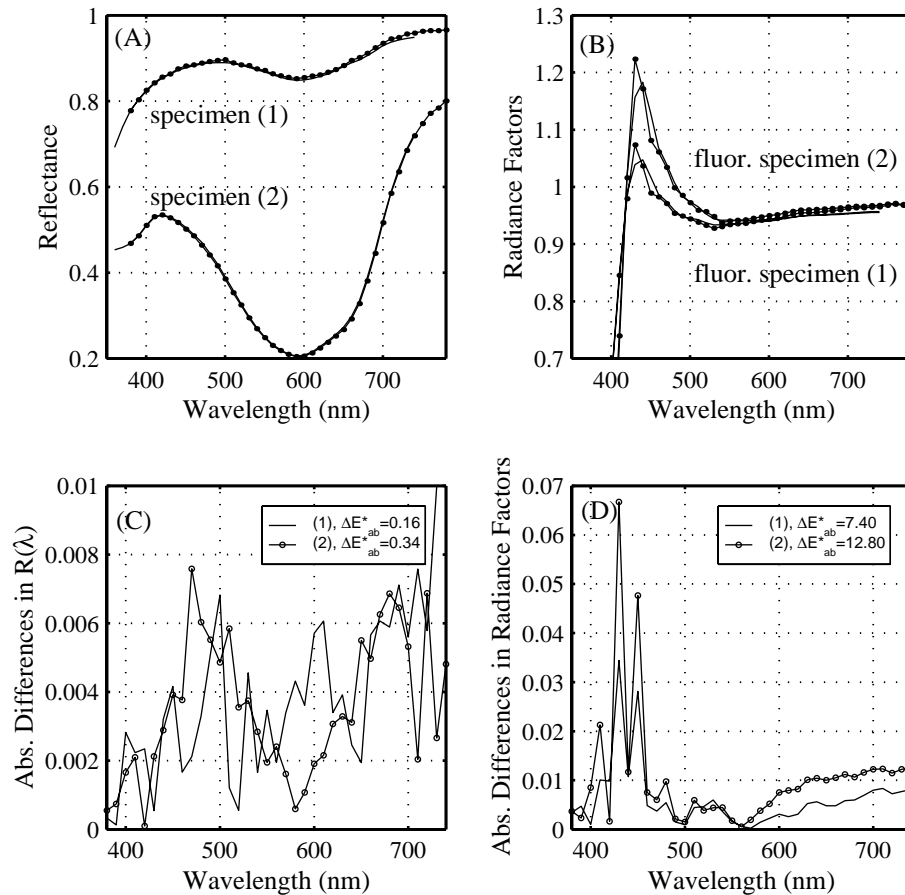 (A)
Reflectance
1
0.8
0.6
0.4
0.2
specimen (1)
specimen (2)
400
500
600
700
Wavelength (nm)
(B)
Radiance Factors
1.3
1.2
1.1
1
0.9
0.8
0.7
fluor. specimen (2)
fluor. specimen (1)
400
500
600
700
Wavelength (nm)
(C)
Abs. Differences in R(λ)
0.01
0.008
0.006
0.004
0.002
0
(1), ΔE*ab=0.16
(2), ΔE*ab=0.34
400
500
600
700
Wavelength (nm)
(D)
Abs. Differences in Radiance Factors
0.07
0.06
0.05
0.04
0.03
0.02
0.01
0
(1), ΔE*ab=7.40
(2), ΔE*ab=12.80
400
500
600
700
Wavelength (nm)